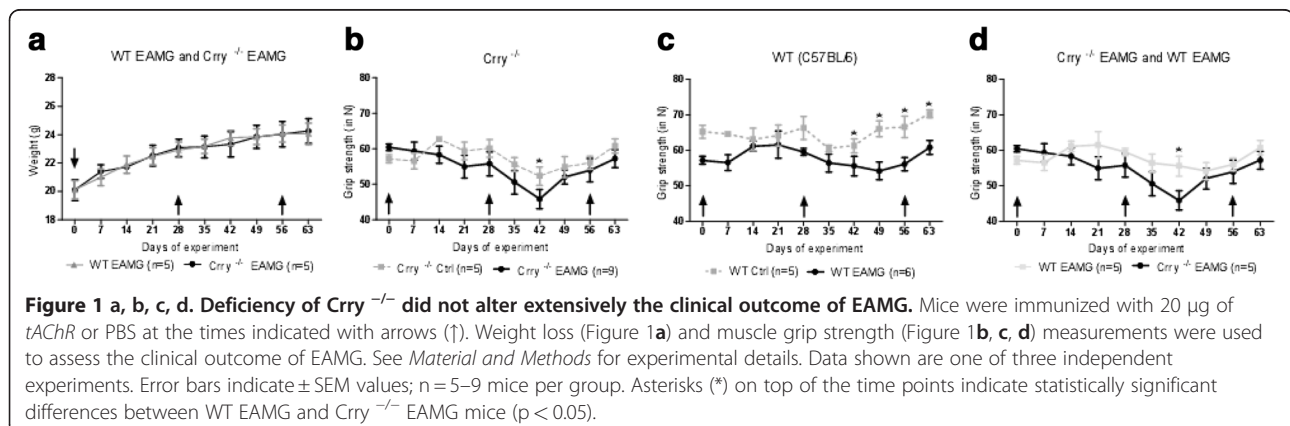 a
WT EAMG and Crry -/- EAMG
Weight (g)
28
26
24
22
20
18
0 7 14 21 28 35 42 49 56 63
Days of experiment
WT EAMG (n=5) Crry -/- EAMG (n=5)
b
Crry -/-
Grip strength (in N)
80
70
60
50
40
*
0 7 14 21 28 35 42 49 56 63
Days of experiment
Crry -/- Ctrl (n=5) Crry -/- EAMG (n=9)
c
WT (C57BL/6)
Grip strength (in N)
80
70
60
50
40
* * * *
0 7 14 21 28 35 42 49 56 63
Days of experiment
WT Ctrl (n=5) WT EAMG (n=6)
d
Crry -/- EAMG and WT EAMG
Grip strength (in N)
80
70
60
50
40
*
0 7 14 21 28 35 42 49 56 63
Days of experiment
WT EAMG (n=5) Crry -/- EAMG (n=5)
Figure 1 a, b, c, d. Deficiency of Crry −/− did not alter extensively the clinical outcome of EAMG. Mice were immunized with 20 μg of
tAChR or PBS at the times indicated with arrows (↑). Weight loss (Figure 1a) and muscle grip strength (Figure 1b, c, d) measurements were used
to assess the clinical outcome of EAMG. See Material and Methods for experimental details. Data shown are one of three independent
experiments. Error bars indicate ± SEM values; n = 5–9 mice per group. Asterisks (*) on top of the time points indicate statistically significant
differences between WT EAMG and Crry −/− EAMG mice (p < 0.05).